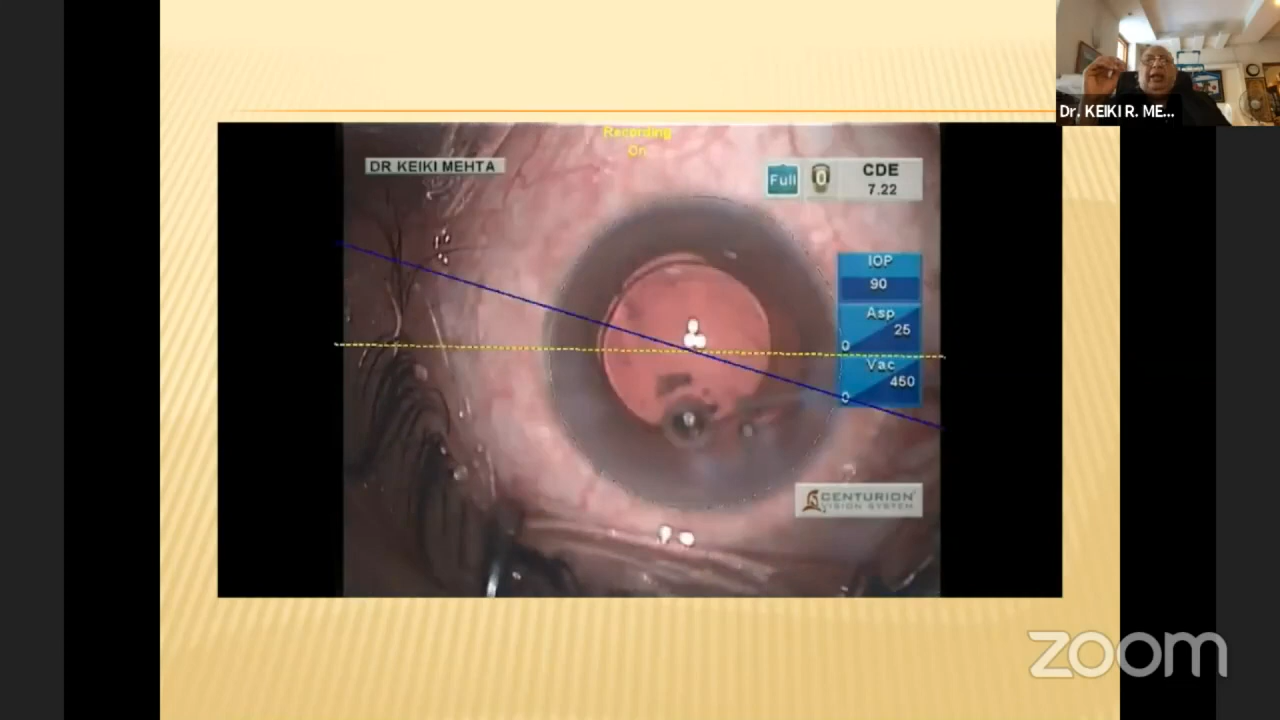 Dr. KEIKI R. ME...
Recording
On
DR KEIKI MEHTA
Full
0
CDE
7.22
IOP
90
Asp
25
0
Vac
450
0
CENTURION
VISION SYSTEM
zoom